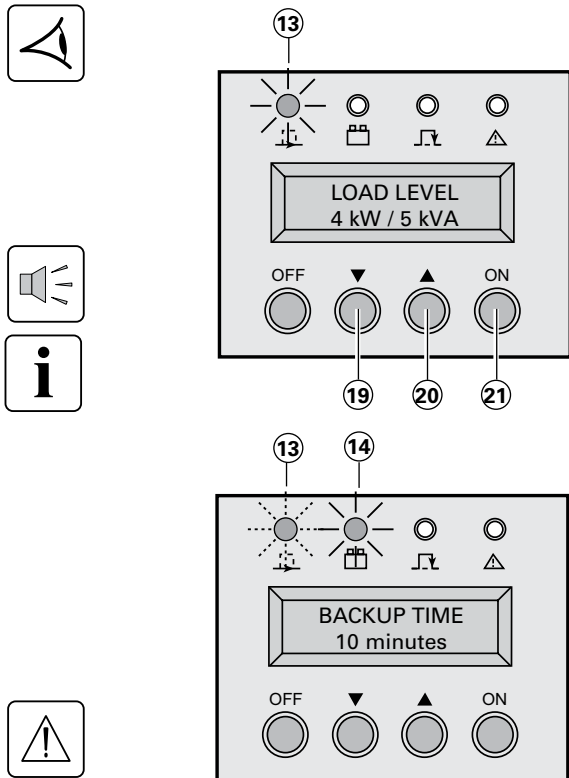 13
LOAD LEVEL
4 kW / 5 kVA
OFF ▼ ▲ ON
i
19 20 21
13 14
BACKUP TIME
10 minutes
OFF ▼ ▲ ON